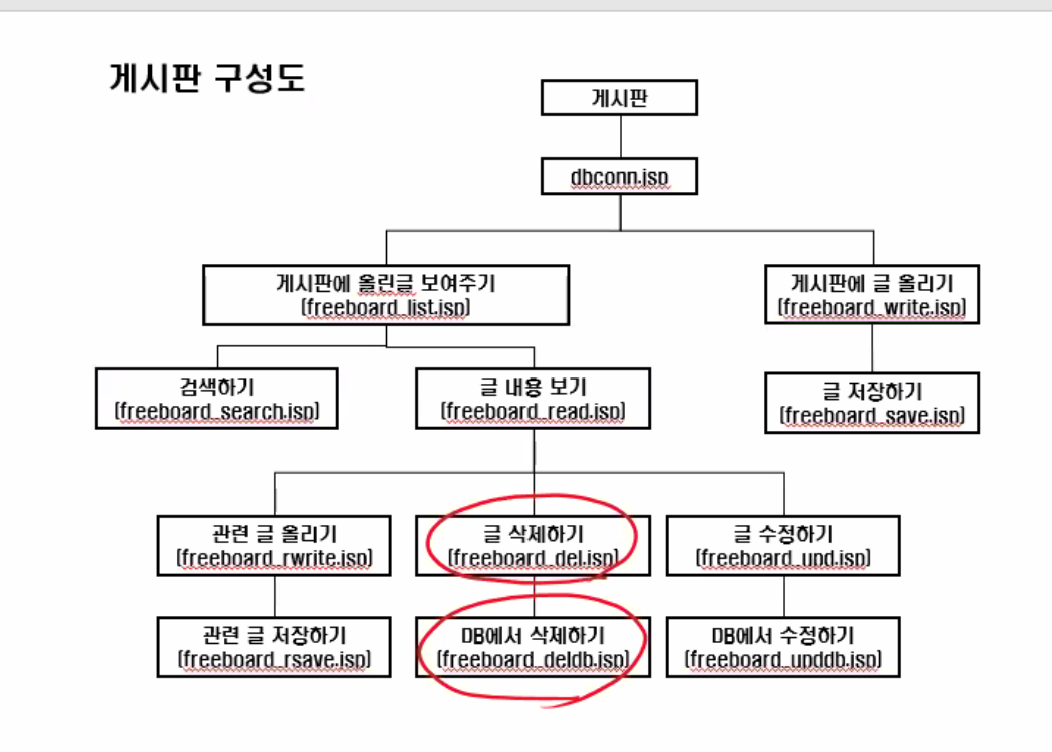 게시판 구성도
게시판
dbconn.jsp
게시판에 올린글 보여주기
(freeboard_list.jsp)
게시판에 글 올리기
(freeboard_write.jsp)
검색하기
(freeboard_search.jsp)
글 내용 보기
(freeboard_read.jsp)
글 저장하기
(freeboard_save.jsp)
관련 글 올리기
(freeboard_rwrite.jsp)
글 삭제하기
(freeboard_del.jsp)
글 수정하기
(freeboard_upd.jsp)
관련 글 저장하기
(freeboard_rsave.jsp)
DB에서 삭제하기
(freeboard_deldb.jsp)
DB에서 수정하기
(freeboard_upddb.jsp)